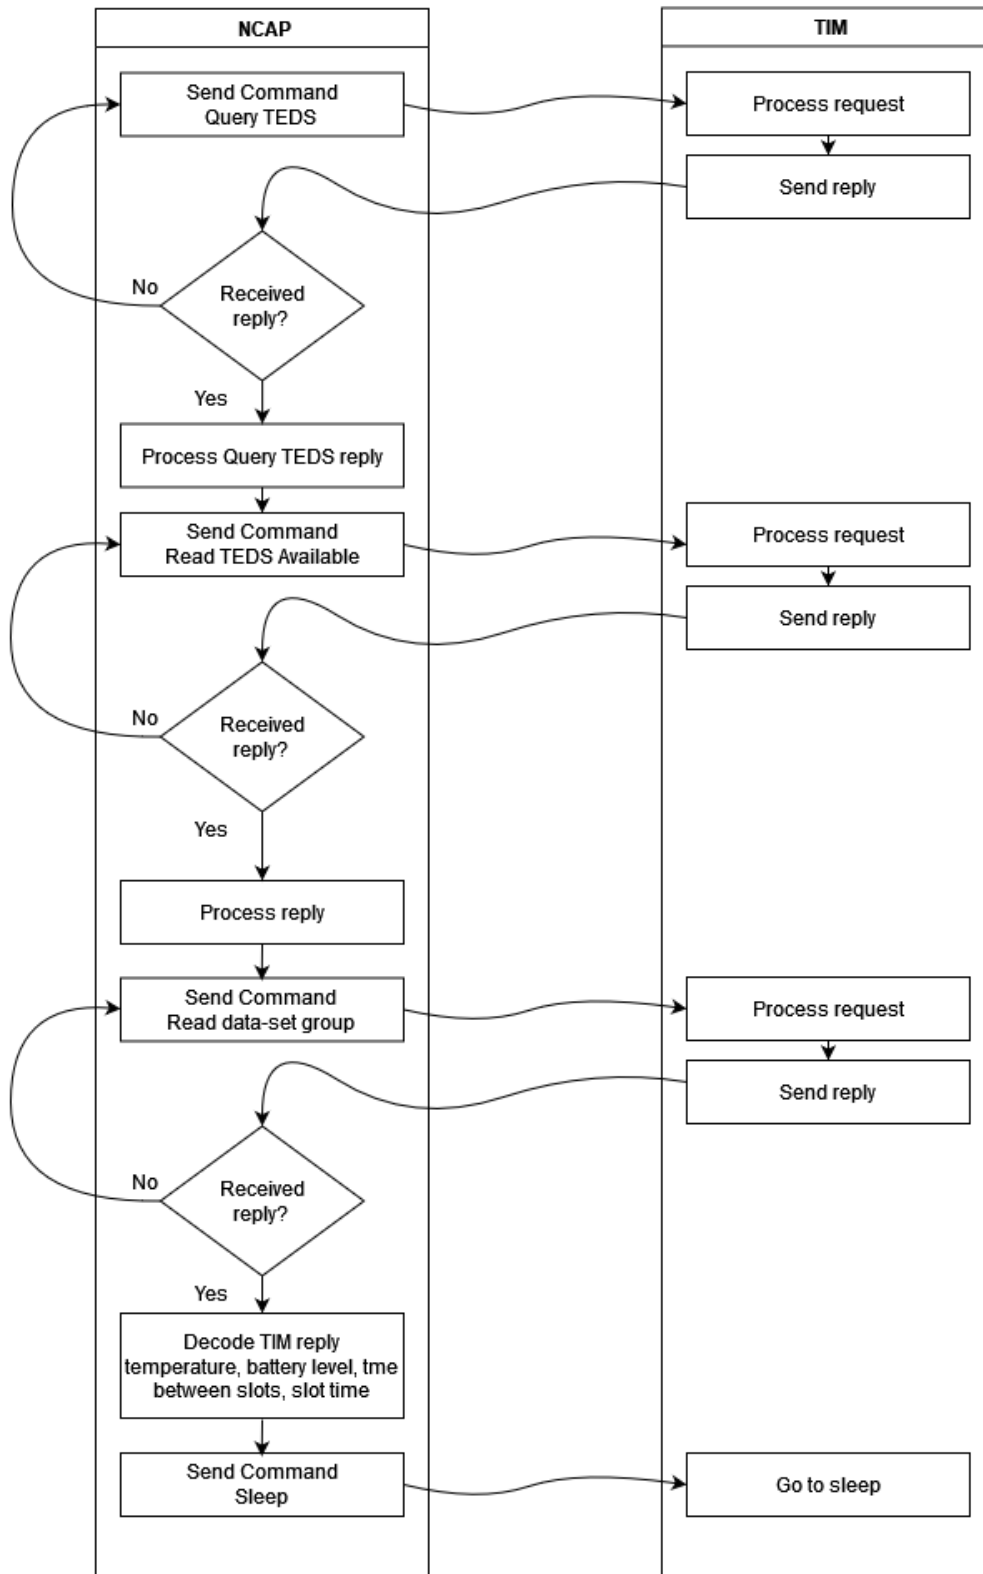 NCAP
TIM
Send Command
Query TEDS
Process request
Send reply
No
Received
reply?
Yes
Process Query TEDS reply
Send Command
Read TEDS Available
Process request
Send reply
No
Received
reply?
Yes
Process reply
Send Command
Read data-set group
Process request
Send reply
No
Received
reply?
Yes
Decode TIM reply
temperature, battery level, tme
between slots, slot time
Send Command
Sleep
Go to sleep